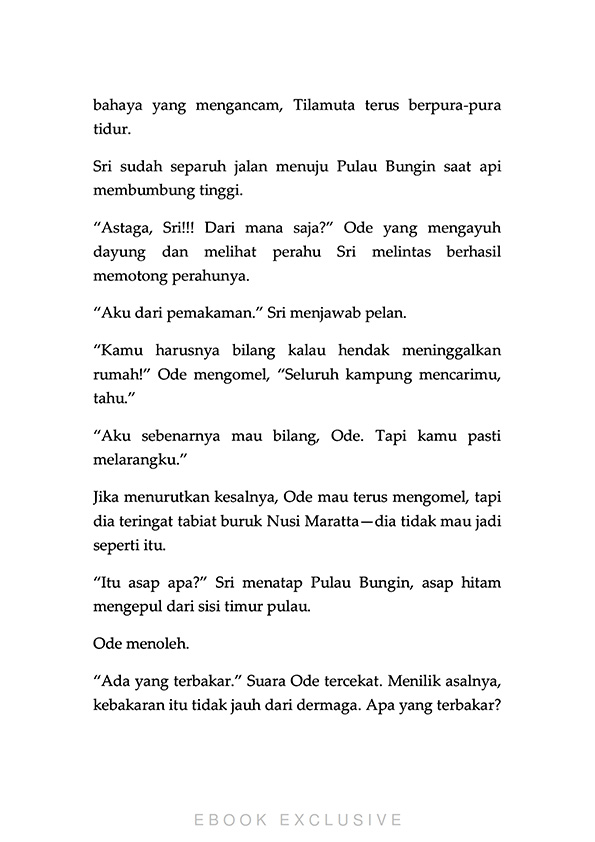 bahaya yang mengancam, Tilamuta terus berpura-pura
tidur.
Sri sudah separuh jalan menuju Pulau Bungin saat api
membumbung tinggi.
“Astaga, Sri!!! Dari mana saja?” Ode yang mengayuh
dayung dan melihat perahu Sri melintas berhasil
memotong perahunya.
“Aku dari pemakaman.” Sri menjawab pelan.
“Kamu harusnya bilang kalau hendak meninggalkan
rumah!” Ode mengomel, “Seluruh kampung mencarimu,
tahu.”
“Aku sebenarnya mau bilang, Ode. Tapi kamu pasti
melarangku.”
Jika menurutkan kesalnya, Ode mau terus mengomel, tapi
dia teringat tabiat buruk Nusi Maratta—dia tidak mau jadi
seperti itu.
“Itu asap apa?” Sri menatap Pulau Bungin, asap hitam
mengepul dari sisi timur pulau.
Ode menoleh.
“Ada yang terbakar.” Suara Ode tercekat. Menilik asalnya,
kebakaran itu tidak jauh dari dermaga. Apa yang terbakar?
EBOOK EXCLUSIVE